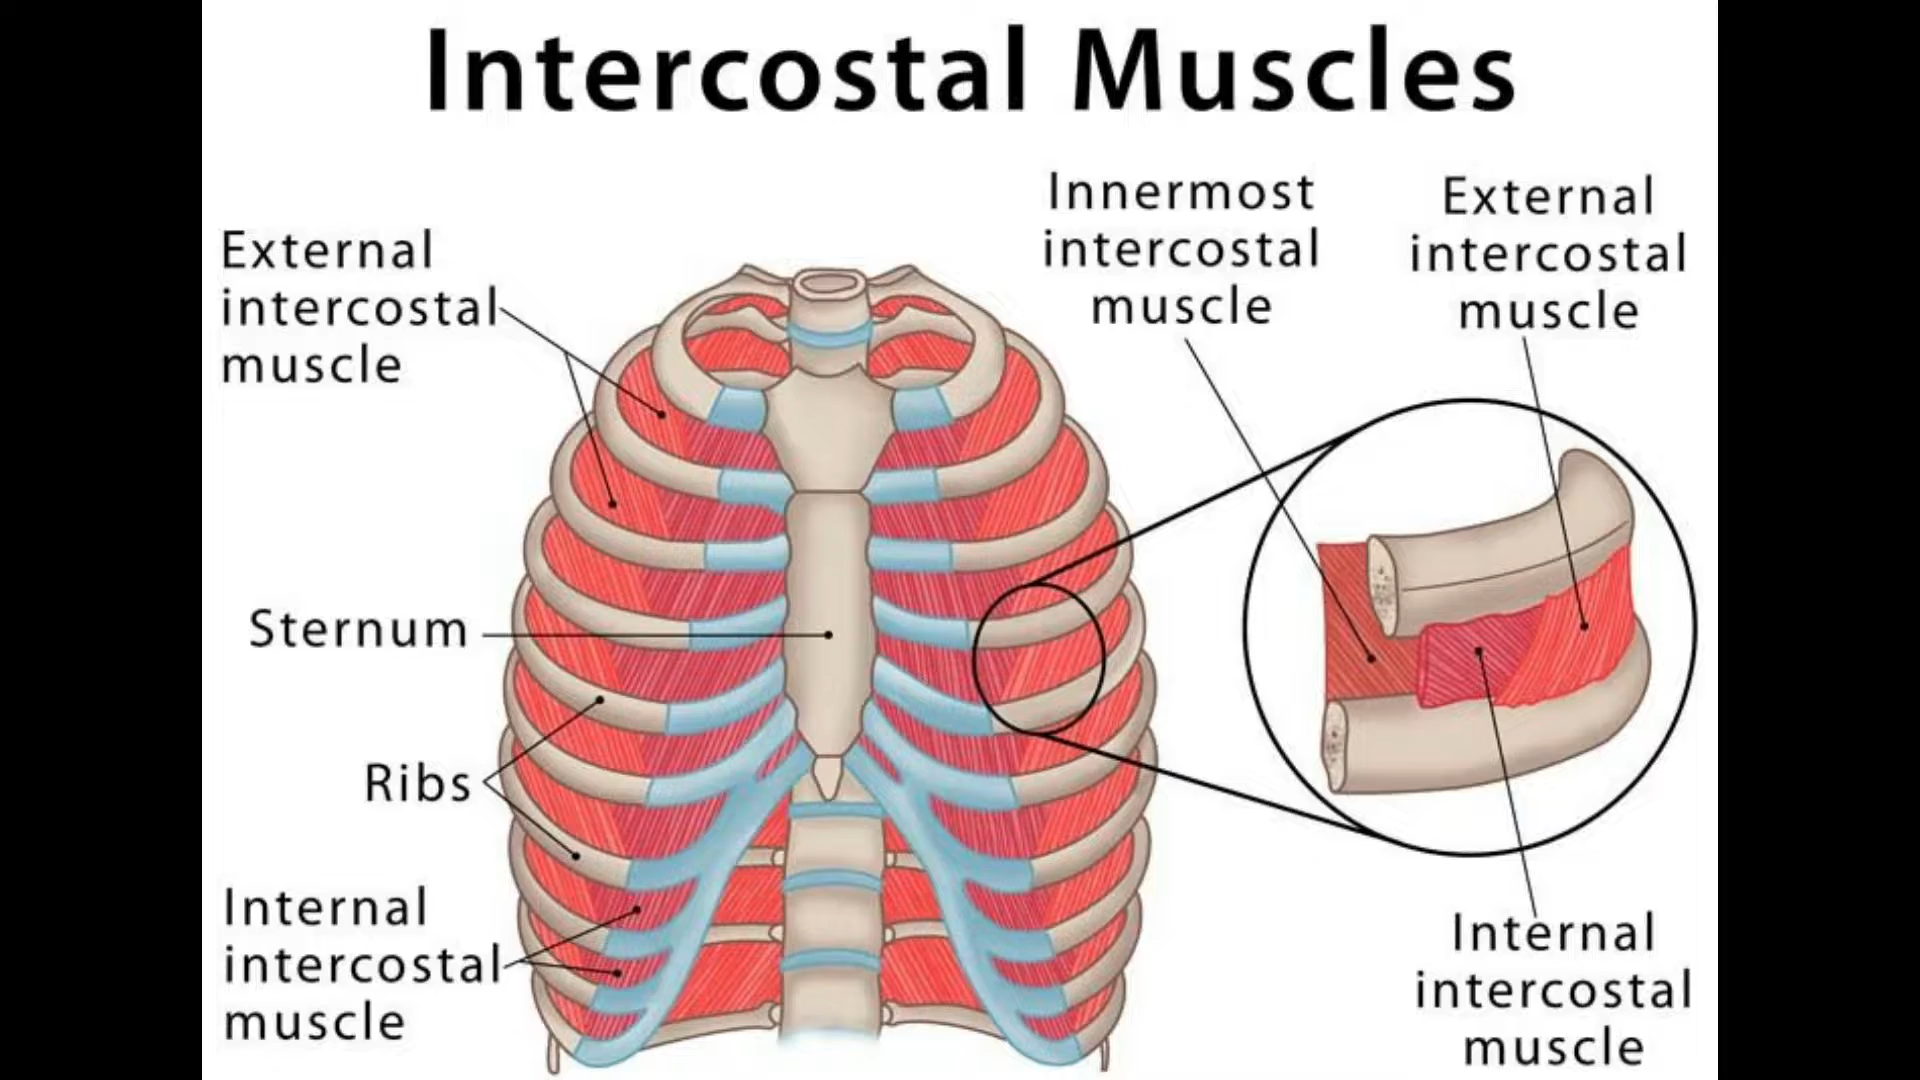 Intercostal Muscles
External
intercostal
muscle
Sternum
Ribs
Internal
intercostal
muscle
Innermost
intercostal
muscle
External
intercostal
muscle
Internal
intercostal
muscle